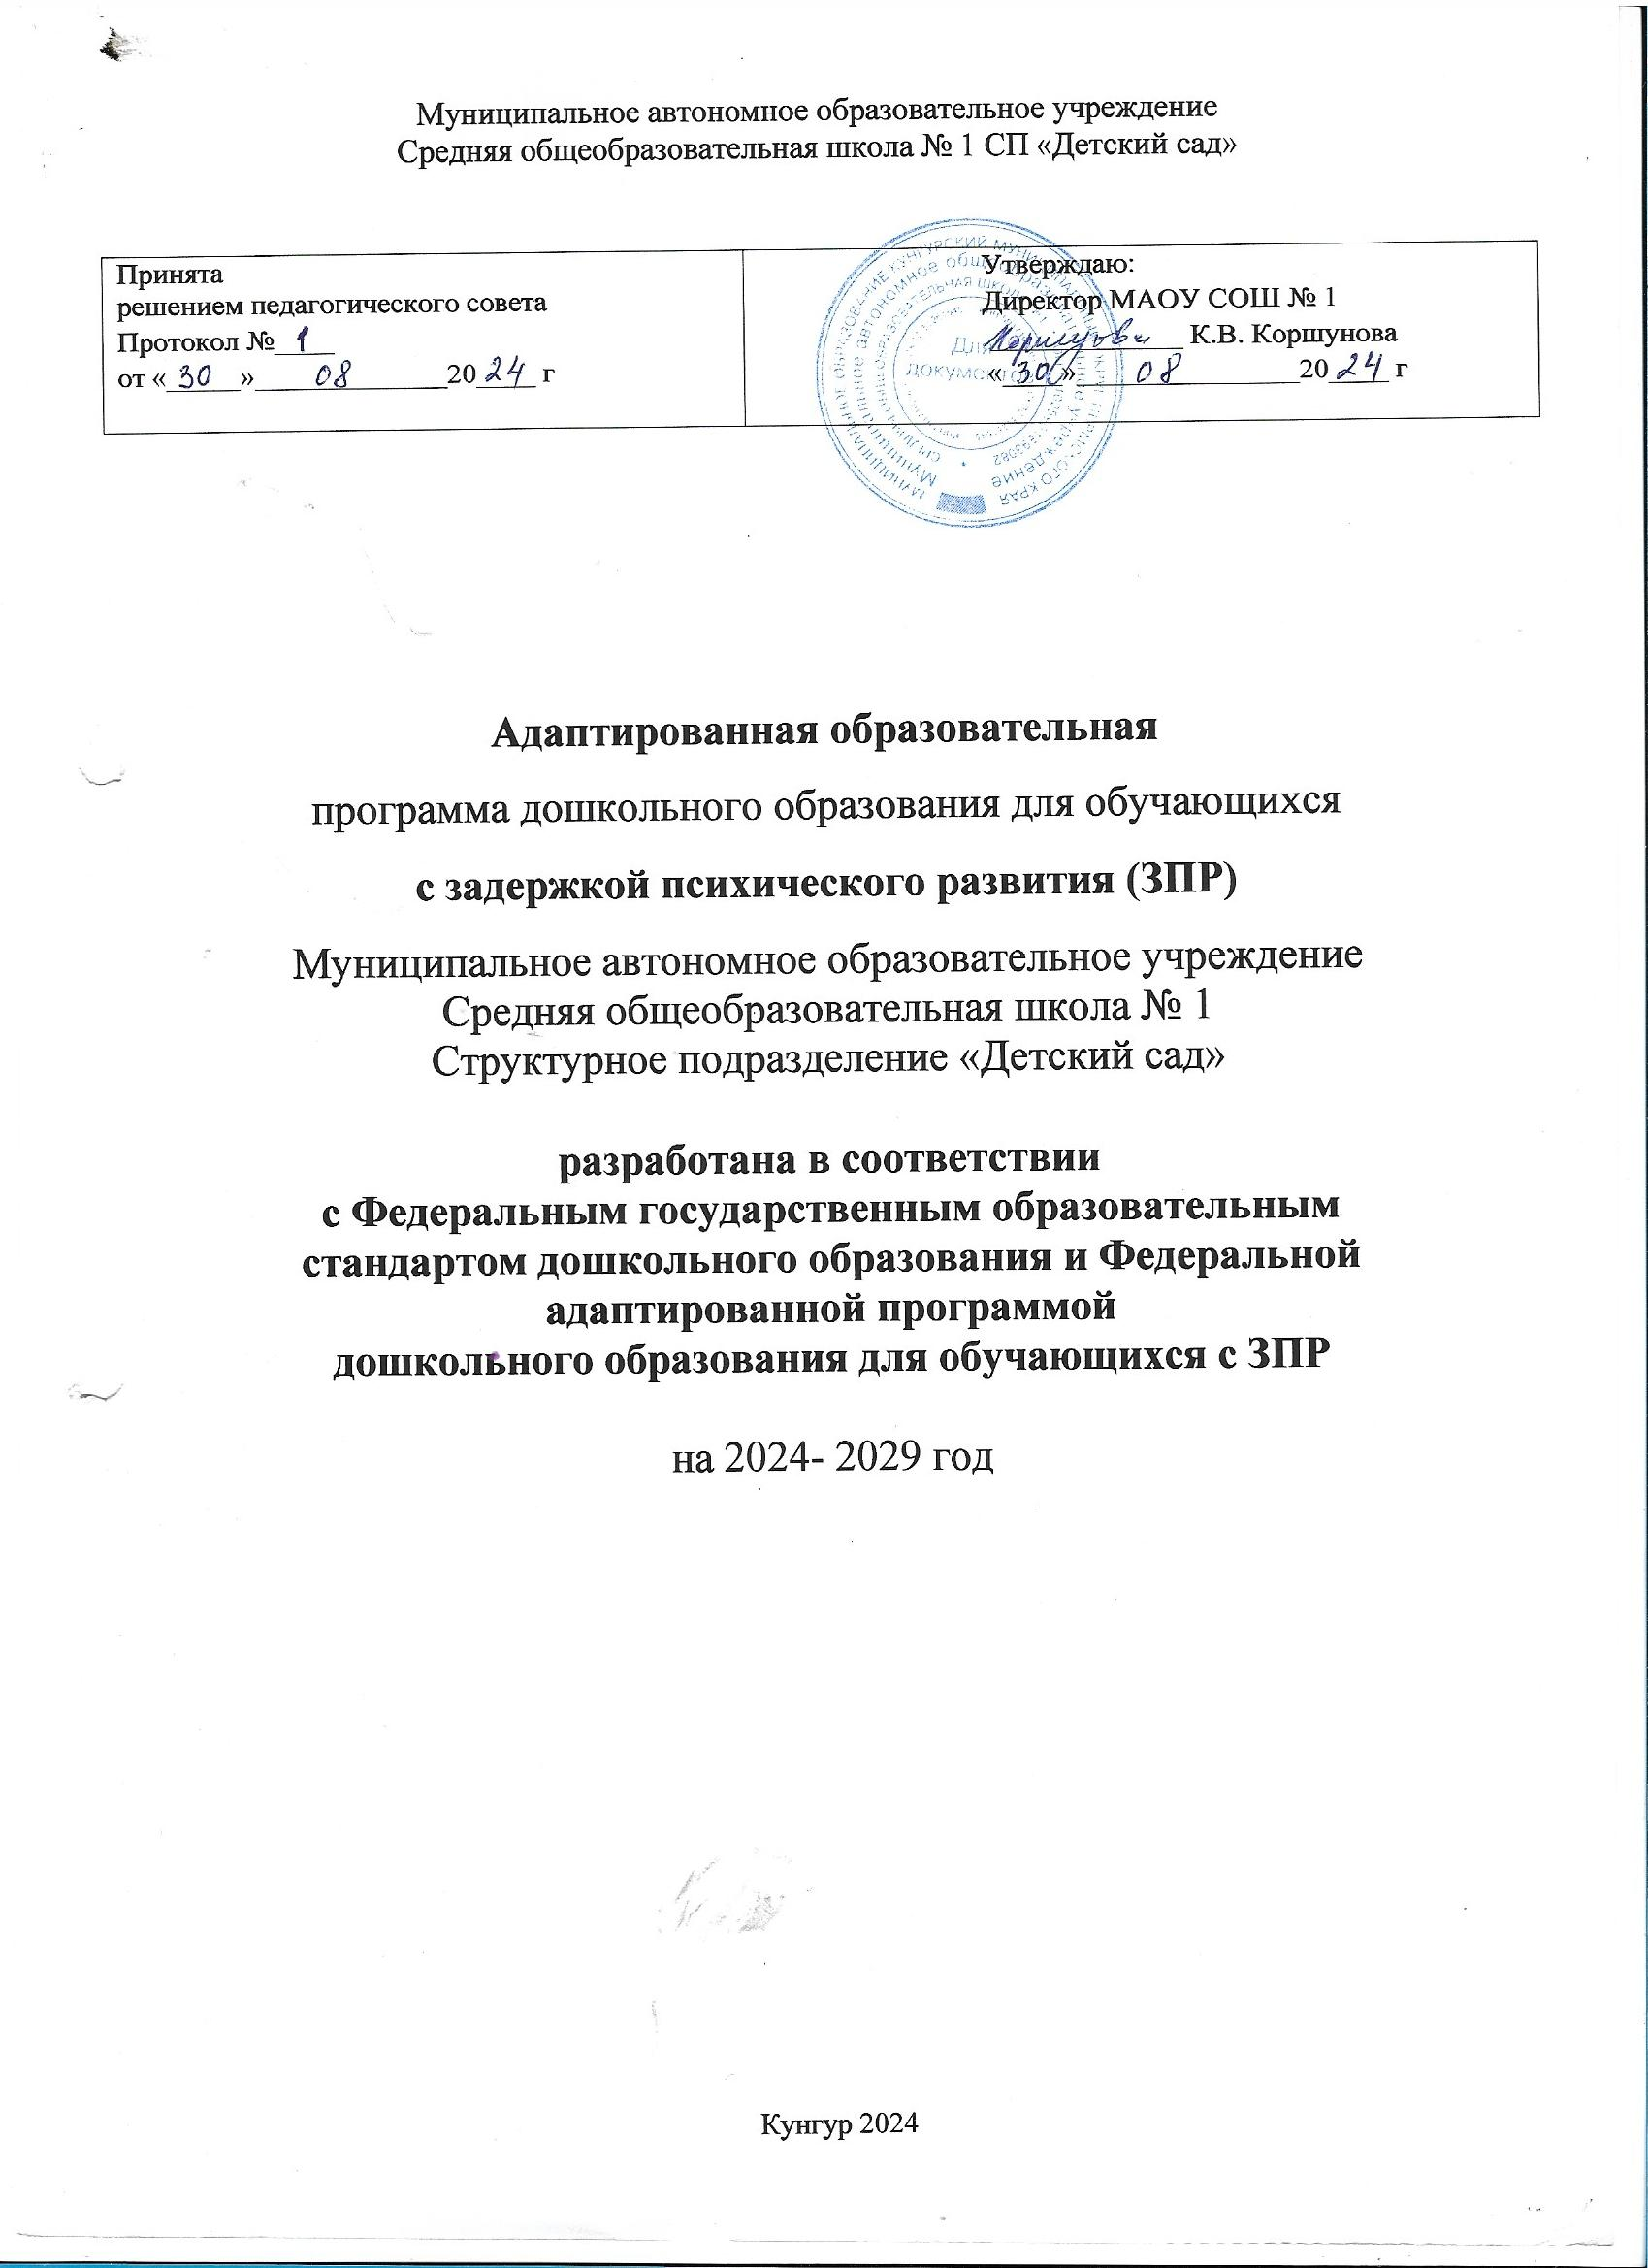 Муниципальное автономное образовательное учреждение
Средняя общеобразовательная школа № 1 СП «Детский сад»
Принята
решением педагогического совета
Протокол № 1
от « 30 » 08 2024 г
Утверждаю:
Директор МАОУ СОШ № 1
К.В. Коршунова
« 30 » 08 2024 г
Для
документов
Адаптированная образовательная
программа дошкольного образования для обучающихся
с задержкой психического развития (ЗПР)
Муниципальное автономное образовательное учреждение
Средняя общеобразовательная школа № 1
Структурное подразделение «Детский сад»
разработана в соответствии
с Федеральным государственным образовательным
стандартом дошкольного образования и Федеральной
адаптированной программой
дошкольного образования для обучающихся с ЗПР
на 2024- 2029 год
Кунгур 2024